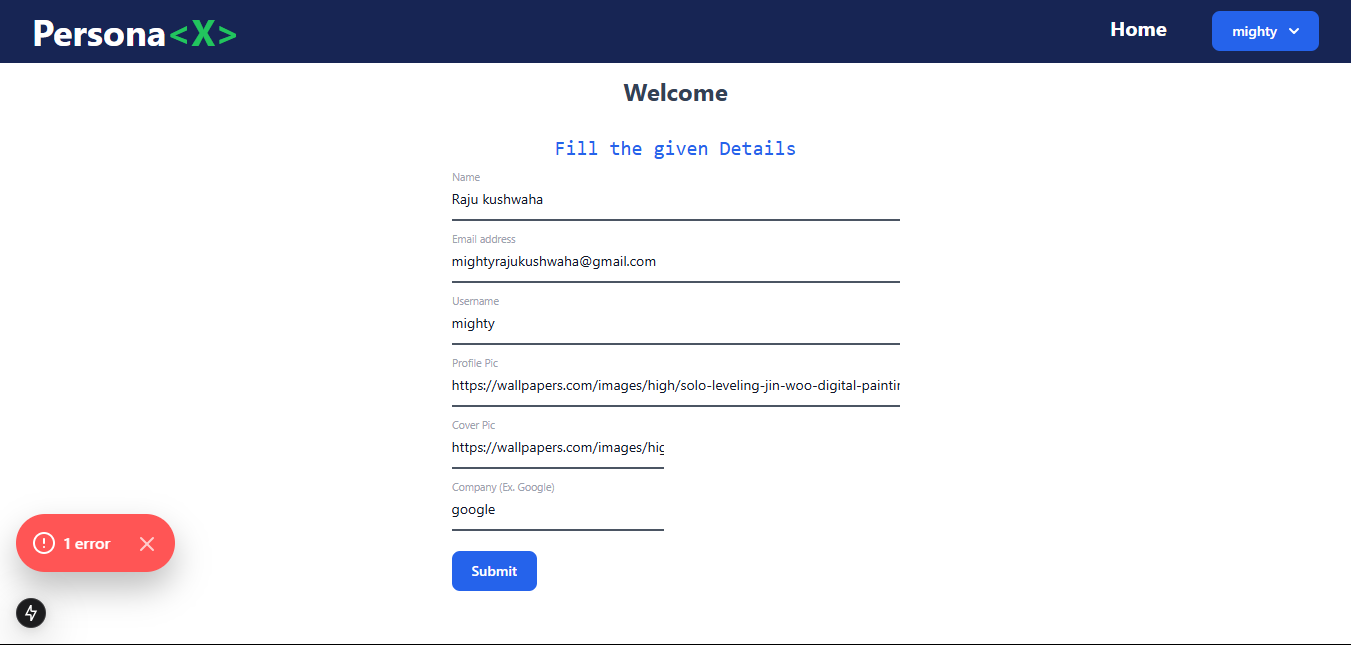 Persona<X>
Home
mighty
Welcome
Fill the given Details
Name
Raju kushwaha
Email address
mightyrajukushwaha@gmail.com
Username
mighty
Profile Pic
https://wallpapers.com/images/high/solo-leveling-jin-woo-digital-paintin
Cover Pic
https://wallpapers.com/images/hig
Company (Ex. Google)
google
1 error
Submit